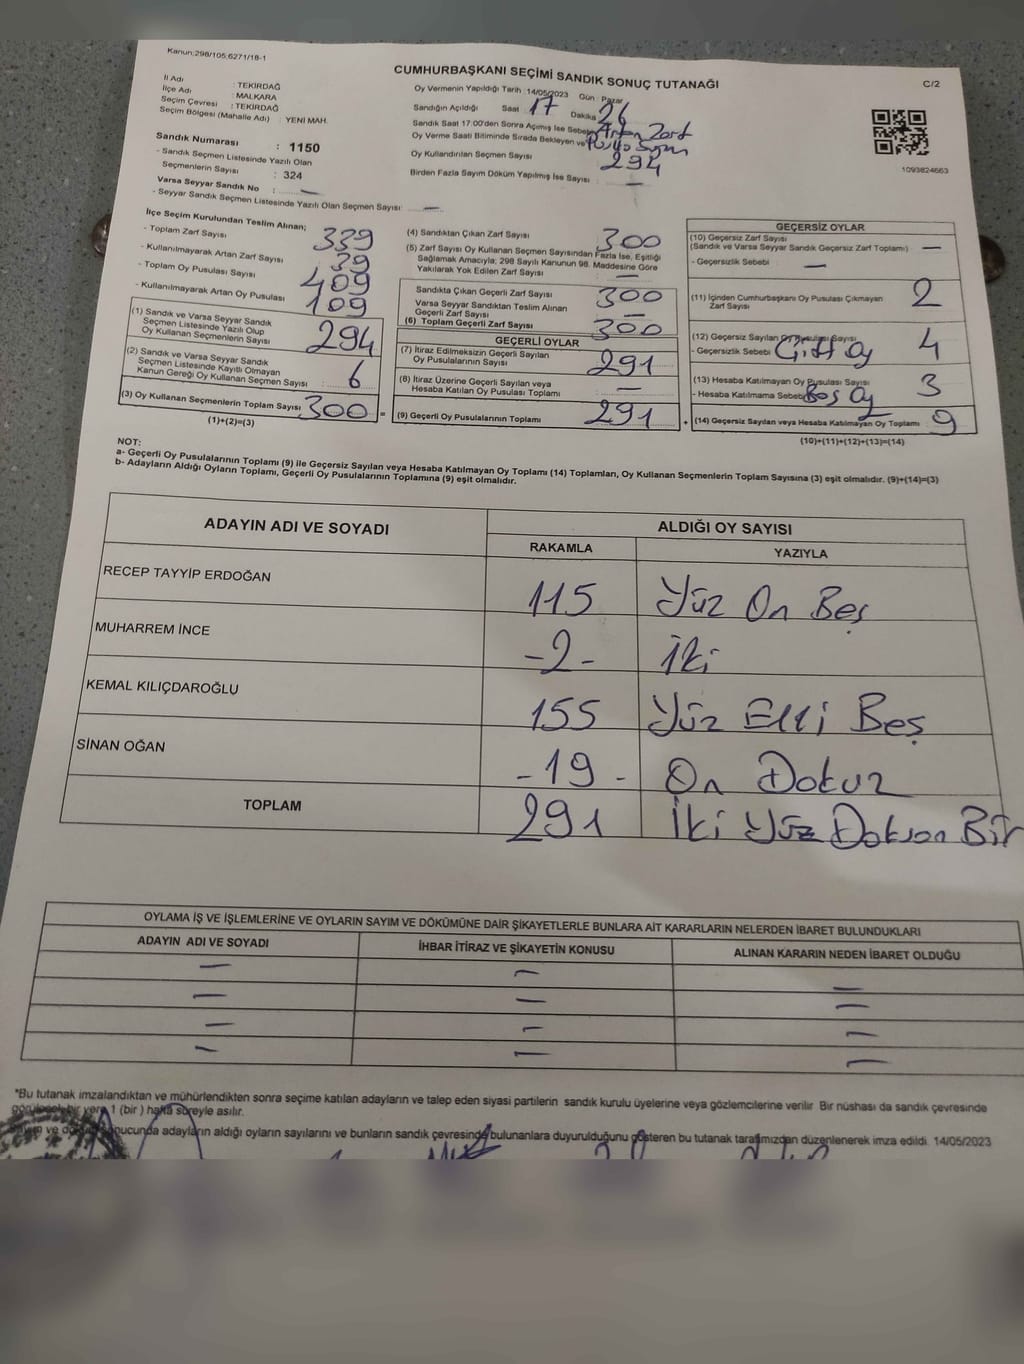 Kanun:298/105;6271/18-1
CUMHURBAŞKANI SEÇİMİ SANDIK SONUÇ TUTANAĞI
C/2
İl Adı : TEKİRDAĞ
İlçe Adı : MALKARA
Seçim Çevresi : TEKİRDAĞ
Seçim Bölgesi (Mahalle Adı) : YENİ MAH.
Oy Vermenin Yapıldığı Tarih :14/05/2023 Gün : Pazar
Sandığın Açıldığı Saat 17 Dakika 26
Sandık Saat 17:00'den Sonra Açılmış İse Sebebi Artan Zarf
Oy Verme Saati Bitiminde Sırada Bekleyen ve
Oy Kullandırılan Seçmen Sayısı 294
Birden Fazla Sayım Döküm Yapılmış İse Sayısı : —
1093824663
Sandık Numarası : 1150
- Sandık Seçmen Listesinde Yazılı Olan
Seçmenlerin Sayısı : 324
Varsa Seyyar Sandık No : —
- Seyyar Sandık Seçmen Listesinde Yazılı Olan Seçmen Sayısı: —
İlçe Seçim Kurulundan Teslim Alınan;
- Toplam Zarf Sayısı 339
- Kullanılmayarak Artan Zarf Sayısı 39
- Toplam Oy Pusulası Sayısı 409
- Kullanılmayarak Artan Oy Pusulası 109
(1) Sandık ve Varsa Seyyar Sandık
Seçmen Listesinde Yazılı Olup
Oy Kullanan Seçmenlerin Sayısı 294
(2) Sandık ve Varsa Seyyar Sandık
Seçmen Listesinde Kayıtlı Olmayan
Kanun Gereği Oy Kullanan Seçmen Sayısı : 6
(3) Oy Kullanan Seçmenlerin Toplam Sayısı 300 =
(1)+(2)=(3)
(4) Sandıktan Çıkan Zarf Sayısı 300
(5) Zarf Sayısı Oy Kullanan Seçmen Sayısından Fazla İse, Eşitliği
Sağlamak Amacıyla; 298 Sayılı Kanunun 98. Maddesine Göre
Yakılarak Yok Edilen Zarf Sayısı —
Sandıkta Çıkan Geçerli Zarf Sayısı 300
Varsa Seyyar Sandıktan Teslim Alınan
Geçerli Zarf Sayısı —
(6) Toplam Geçerli Zarf Sayısı 300
GEÇERLİ OYLAR
(7) İtiraz Edilmeksizin Geçerli Sayılan
Oy Pusulalarının Sayısı 291
(8) İtiraz Üzerine Geçerli Sayılan veya
Hesaba Katılan Oy Pusulası Toplamı : —
(9) Geçerli Oy Pusulalarının Toplamı 291 +
GEÇERSİZ OYLAR
(10) Geçersiz Zarf Sayısı
(Sandık ve Varsa Seyyar Sandık Geçersiz Zarf Toplamı) —
- Geçersizlik Sebebi : —
(11) İçinden Cumhurbaşkanı Oy Pusulası Çıkmayan
Zarf Sayısı 2
(12) Geçersiz Sayılan Oy Pusulası Sayısı 4
- Geçersizlik Sebebi Çift Oy
(13) Hesaba Katılmayan Oy Pusulası Sayısı 3
- Hesaba Katılmama Sebebi Boş Oy
(14) Geçersiz Sayılan veya Hesaba Katılmayan Oy Toplamı 9
(10)+(11)+(12)+(13)=(14)
NOT:
a- Geçerli Oy Pusulalarının Toplamı (9) ile Geçersiz Sayılan veya Hesaba Katılmayan Oy Toplamı (14) Toplamları, Oy Kullanan Seçmenlerin Toplam Sayısına (3) eşit olmalıdır. (9)+(14)=(3)
b- Adayların Aldığı Oyların Toplamı, Geçerli Oy Pusulalarının Toplamına (9) eşit olmalıdır.
ADAYIN ADI VE SOYADI ALDIĞI OY SAYISI
RAKAMLA YAZIYLA
RECEP TAYYİP ERDOĞAN 115 Yüz On Beş
MUHARREM İNCE -2- İki
KEMAL KILIÇDAROĞLU 155 Yüz Elli Beş
SİNAN OĞAN -19- On Dokuz
TOPLAM 291 İki Yüz Doksan Bir
OYLAMA İŞ VE İŞLEMLERİNE VE OYLARIN SAYIM VE DÖKÜMÜNE DAİR ŞİKAYETLERLE BUNLARA AİT KARARLARIN NELERDEN İBARET BULUNDUKLARI
ADAYIN ADI VE SOYADI İHBAR İTİRAZ VE ŞİKAYETİN KONUSU ALINAN KARARIN NEDEN İBARET OLDUĞU
— — —
— — —
— — —
— — —
*Bu tutanak imzalandıktan ve mühürlendikten sonra seçime katılan adayların ve talep eden siyasi partilerin sandık kurulu üyelerine veya gözlemcilerine verilir. Bir nüshası da sandık çevresinde
görülecek bir yere 1 (bir) hafta süreyle asılır.
ve sonucunda adayların aldığı oyların sayılarını ve bunların sandık çevresinde bulunanlara duyurulduğunu gösteren bu tutanak tarafımızdan düzenlenerek imza edildi. 14/05/2023